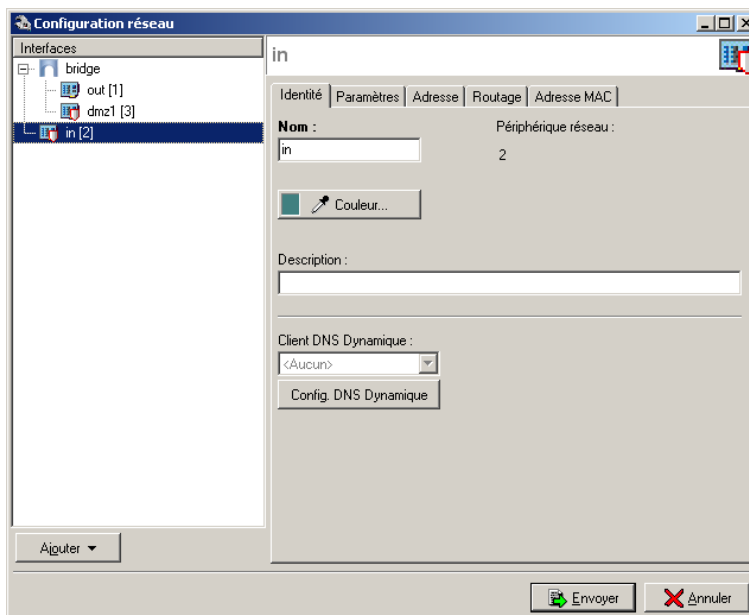 Configuration réseau
Interfaces
bridge
out [1]
dmz1 [3]
in [2]
in
Identité Paramètres Adresse Routage Adresse MAC
Nom : Périphérique réseau :
in 2
Couleur...
Description :
Client DNS Dynamique :
<Aucun>
Config. DNS Dynamique
Ajouter
Envoyer Annuler